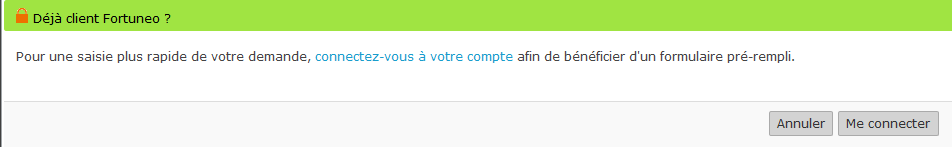 Déjà client Fortuneo ?
Pour une saisie plus rapide de votre demande, connectez-vous à votre compte afin de bénéficier d'un formulaire pré-rempli.
Annuler Me connecter